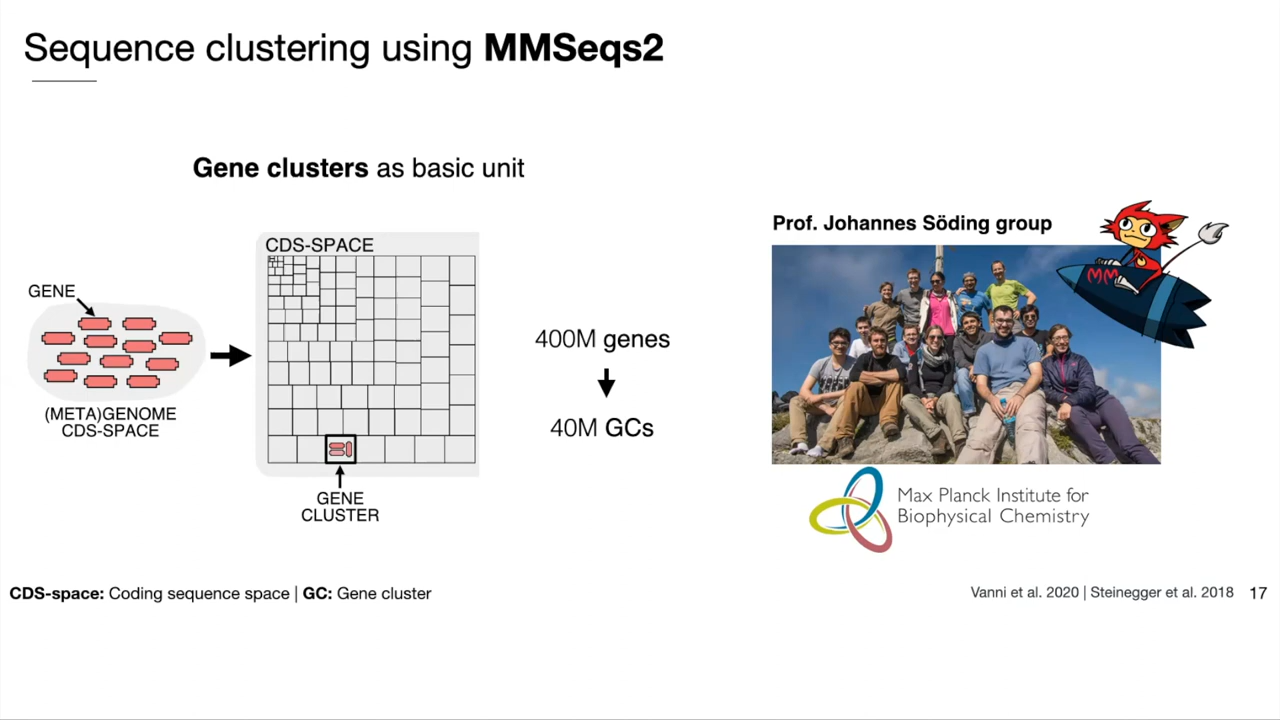 Sequence clustering using MMSeqs2
Gene clusters as basic unit
CDS-SPACE
GENE
(META)GENOME
CDS-SPACE
GENE
CLUSTER
400M genes
40M GCs
Prof. Johannes Söding group
MM
Max Planck Institute for
Biophysical Chemistry
CDS-space: Coding sequence space | GC: Gene cluster
Vanni et al. 2020 | Steinegger et al. 2018 17